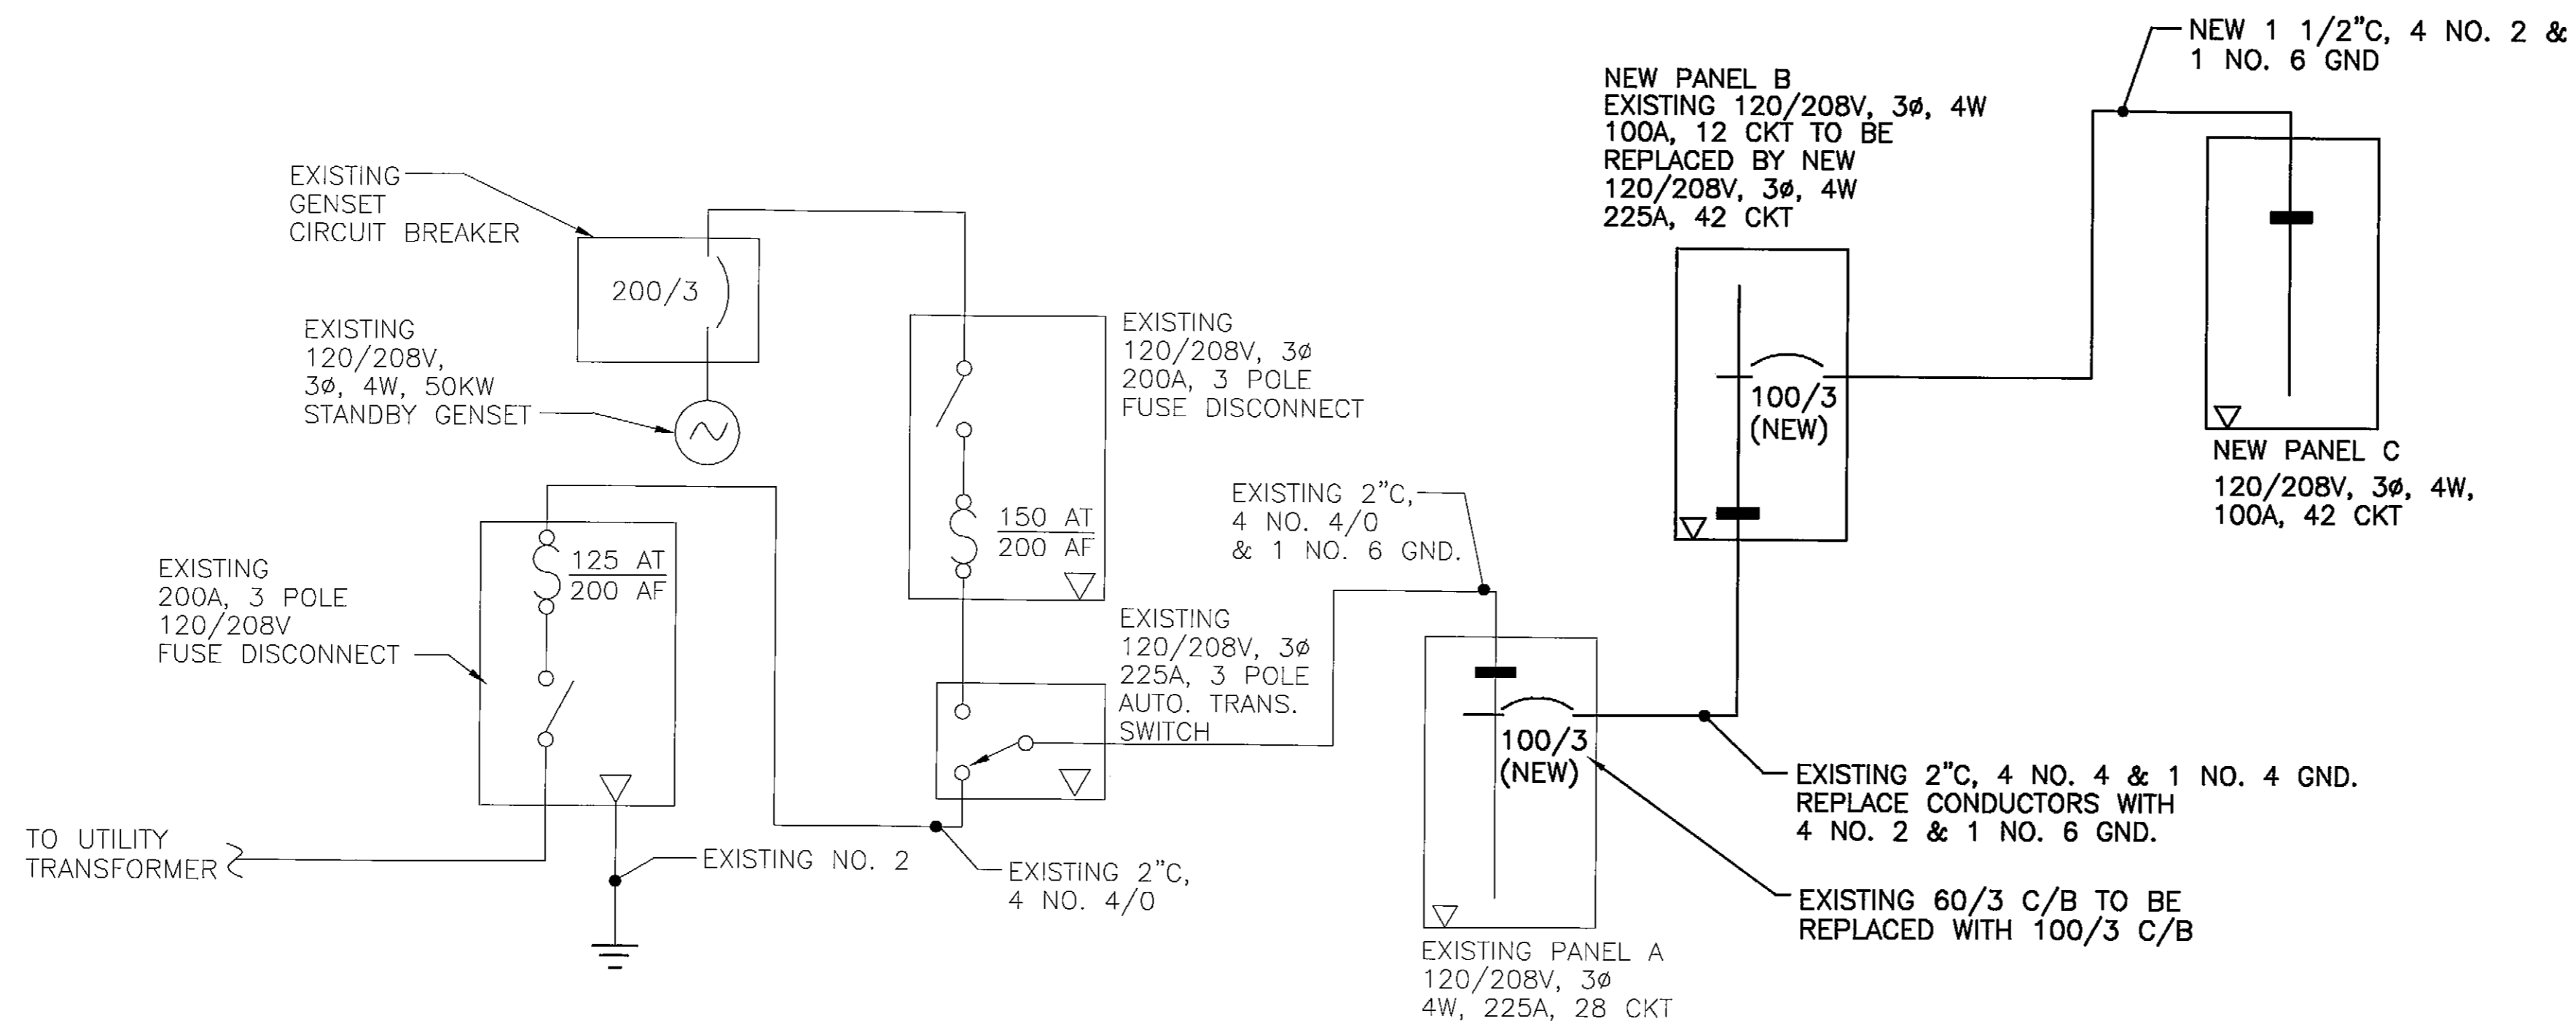 NEW 1 1/2"C, 4 NO. 2 &
1 NO. 6 GND
NEW PANEL B
EXISTING 120/208V, 3ø, 4W
100A, 12 CKT TO BE
REPLACED BY NEW
120/208V, 3ø, 4W
225A, 42 CKT
EXISTING
GENSET
CIRCUIT BREAKER
200/3
EXISTING
120/208V,
3ø, 4W, 50KW
STANDBY GENSET
EXISTING
120/208V, 3ø
200A, 3 POLE
FUSE DISCONNECT
150 AT
200 AF
100/3
(NEW)
NEW PANEL C
120/208V, 3ø, 4W,
100A, 42 CKT
EXISTING 2"C,
4 NO. 4/0
& 1 NO. 6 GND.
EXISTING
200A, 3 POLE
120/208V
FUSE DISCONNECT
125 AT
200 AF
EXISTING
120/208V, 3ø
225A, 3 POLE
AUTO. TRANS.
SWITCH
100/3
(NEW)
EXISTING 2"C, 4 NO. 4 & 1 NO. 4 GND.
REPLACE CONDUCTORS WITH
4 NO. 2 & 1 NO. 6 GND.
TO UTILITY
TRANSFORMER
EXISTING NO. 2
EXISTING 2"C,
4 NO. 4/0
EXISTING 60/3 C/B TO BE
REPLACED WITH 100/3 C/B
EXISTING PANEL A
120/208V, 3ø
4W, 225A, 28 CKT